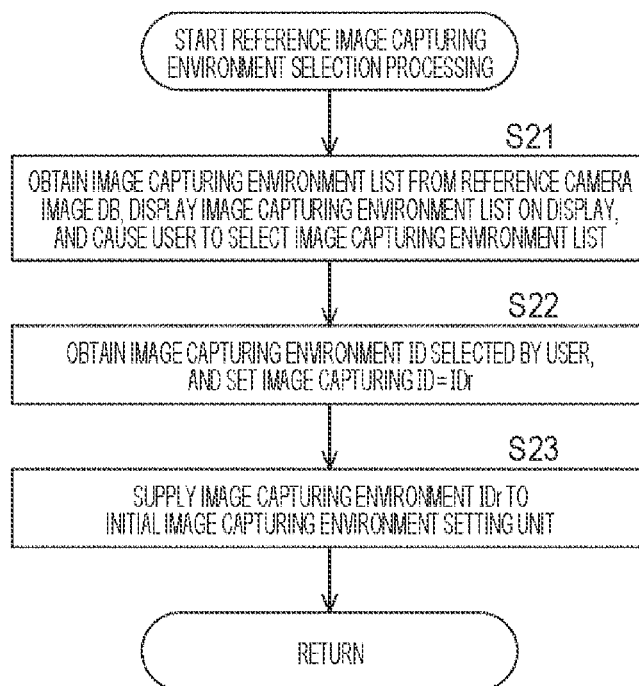 START REFERENCE IMAGE CAPTURING
ENVIRONMENT SELECTION PROCESSING
S21
OBTAIN IMAGE CAPTURING ENVIRONMENT LIST FROM REFERENCE CAMERA
IMAGE DB, DISPLAY IMAGE CAPTURING ENVIRONMENT LIST ON DISPLAY,
AND CAUSE USER TO SELECT IMAGE CAPTURING ENVIRONMENT LIST
S22
OBTAIN IMAGE CAPTURING ENVIRONMENT ID SELECTED BY USER,
AND SET IMAGE CAPTURING ID=IDr
S23
SUPPLY IMAGE CAPTURING ENVIRONMENT IDr TO
INITIAL IMAGE CAPTURING ENVIRONMENT SETTING UNIT
RETURN